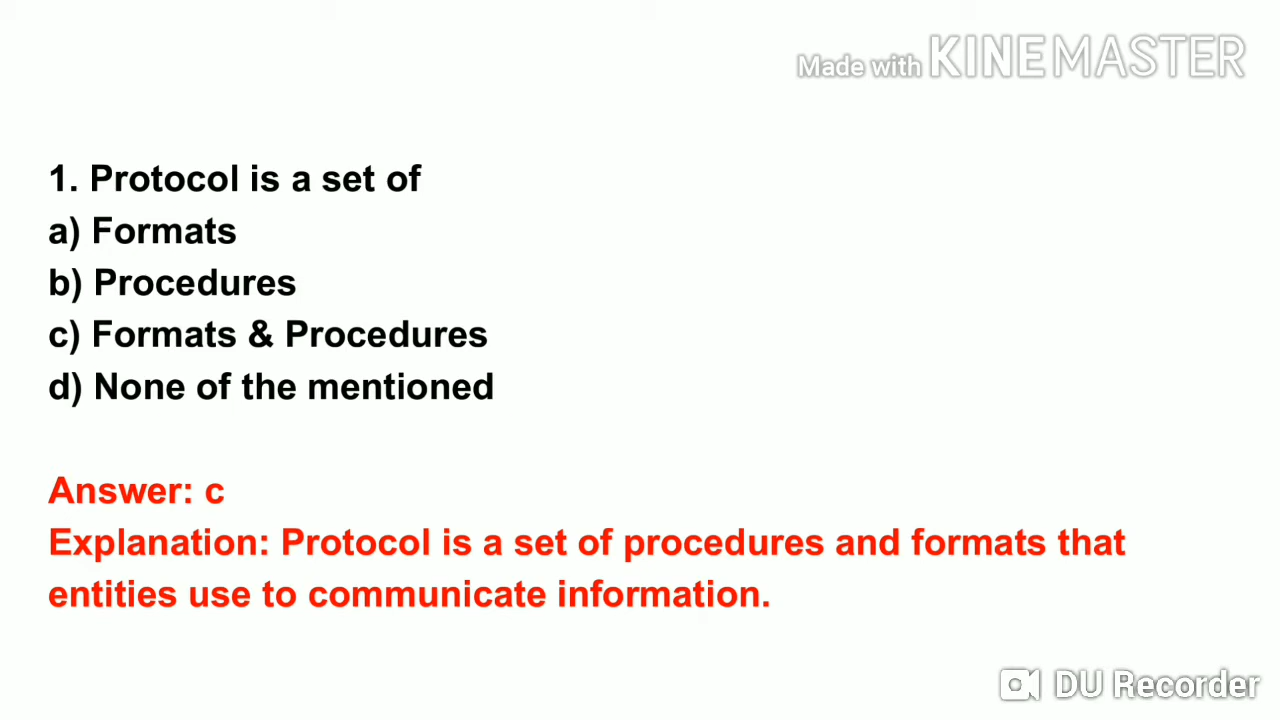 Made with KINEMASTER
1. Protocol is a set of
a) Formats
b) Procedures
c) Formats & Procedures
d) None of the mentioned
Answer: c
Explanation: Protocol is a set of procedures and formats that
entities use to communicate information.
DU Recorder